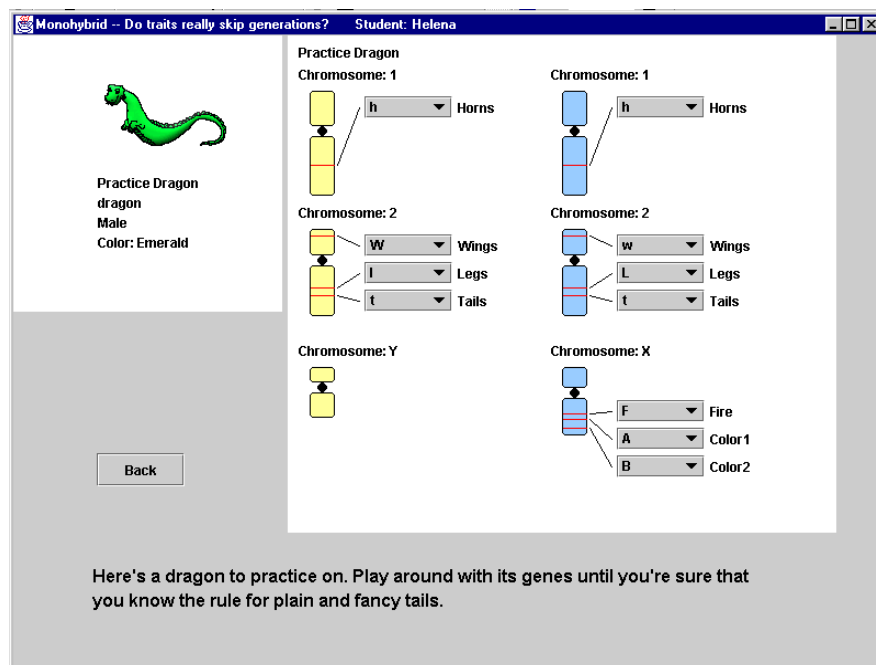 Monohybrid -- Do traits really skip generations? Student: Helena
Practice Dragon
dragon
Male
Color: Emerald
Practice Dragon
Chromosome: 1 Chromosome: 1
h Horns h Horns
Chromosome: 2 Chromosome: 2
W Wings w Wings
l Legs L Legs
t Tails t Tails
Chromosome: Y Chromosome: X
F Fire
A Color1
B Color2
Back
Here's a dragon to practice on. Play around with its genes until you're sure that
you know the rule for plain and fancy tails.